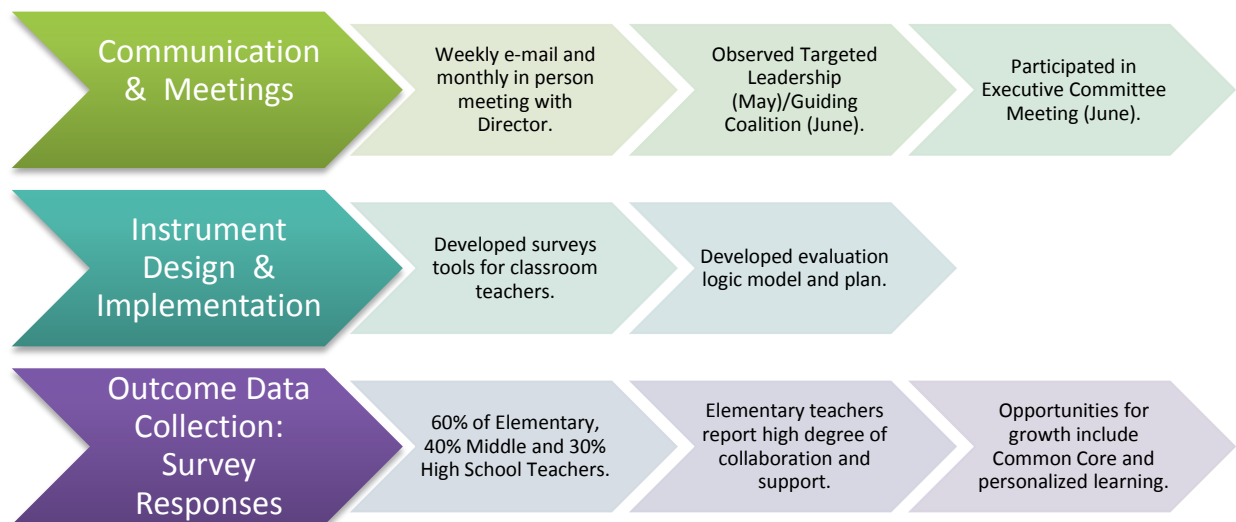 Communication
& Meetings
Weekly e-mail and
monthly in person
meeting with
Director.
Observed Targeted
Leadership
(May)/Guiding
Coalition (June).
Participated in
Executive Committee
Meeting (June).
Instrument
Design &
Implementation
Developed surveys
tools for classroom
teachers.
Developed evaluation
logic model and plan.
Outcome Data
Collection:
Survey
Responses
60% of Elementary,
40% Middle and 30%
High School Teachers.
Elementary teachers
report high degree of
collaboration and
support.
Opportunities for
growth include
Common Core and
personalized learning.